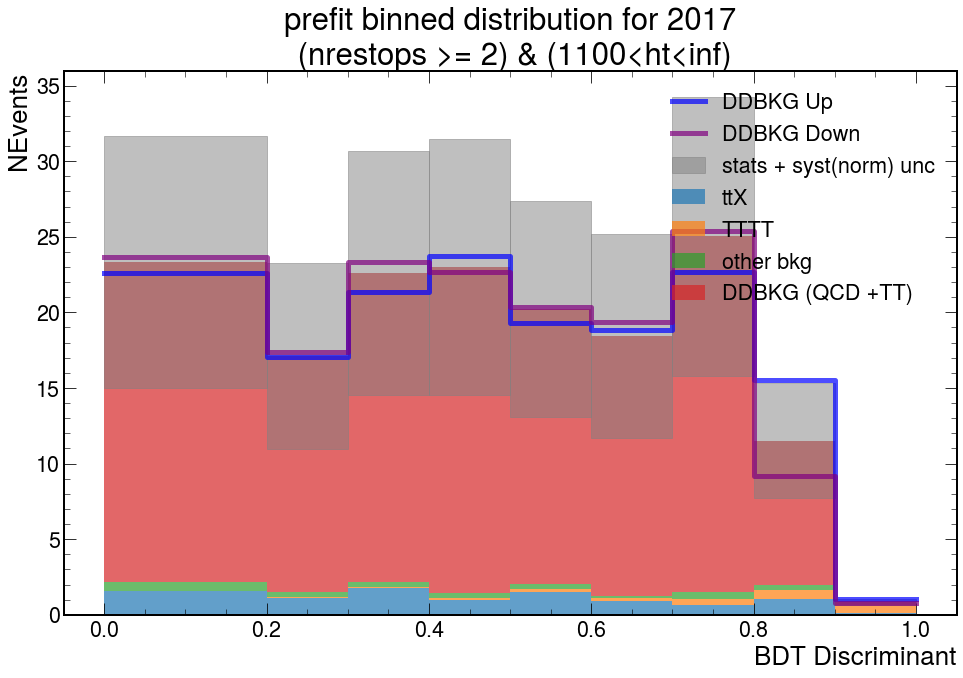 prefit binned distribution for 2017
(nrestops >= 2) & (1100<ht<inf)
NEvents
35
30
25
20
15
10
5
0
DDBKG Up
DDBKG Down
stats + syst(norm) unc
ttX
TTTT
other bkg
DDBKG (QCD +TT)
0.0 0.2 0.4 0.6 0.8 1.0
BDT Discriminant